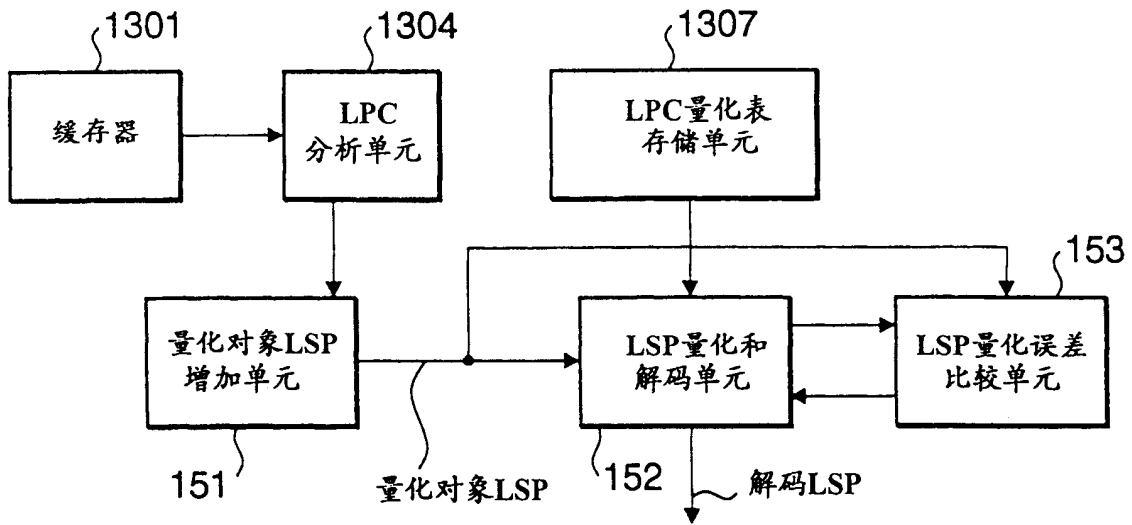 1301
1304
1307
缓存器
LPC
分析单元
LPC量化表
存储单元
153
量化对象LSP
增加单元
LSP量化和
解码单元
LSP量化误差
比较单元
151
量化对象LSP
152
解码LSP